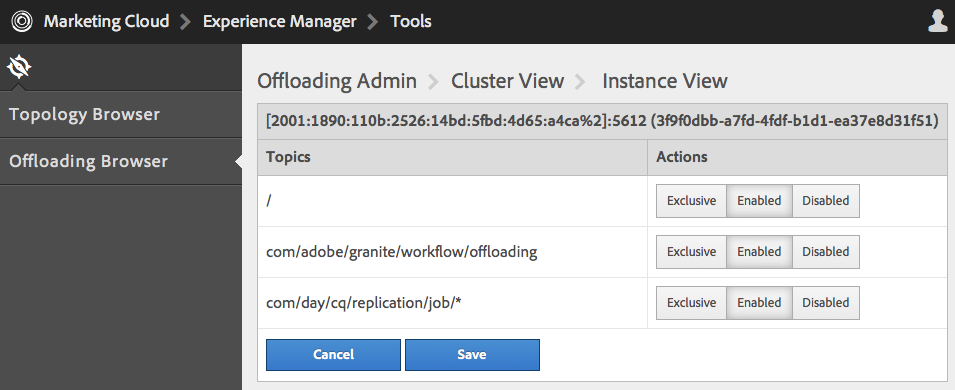 Marketing Cloud Experience Manager Tools
Topology Browser
Offloading Browser
Offloading Admin Cluster View Instance View
[2001:1890:110b:2526:14bd:5fbd:4d65:a4ca%2]:5612 (3f9f0dbb-a7fd-4fdf-b1d1-ea37e8d31f51)
Topics Actions
/ Exclusive Enabled Disabled
com/adobe/granite/workflow/offloading Exclusive Enabled Disabled
com/day/cq/replication/job/* Exclusive Enabled Disabled
Cancel Save